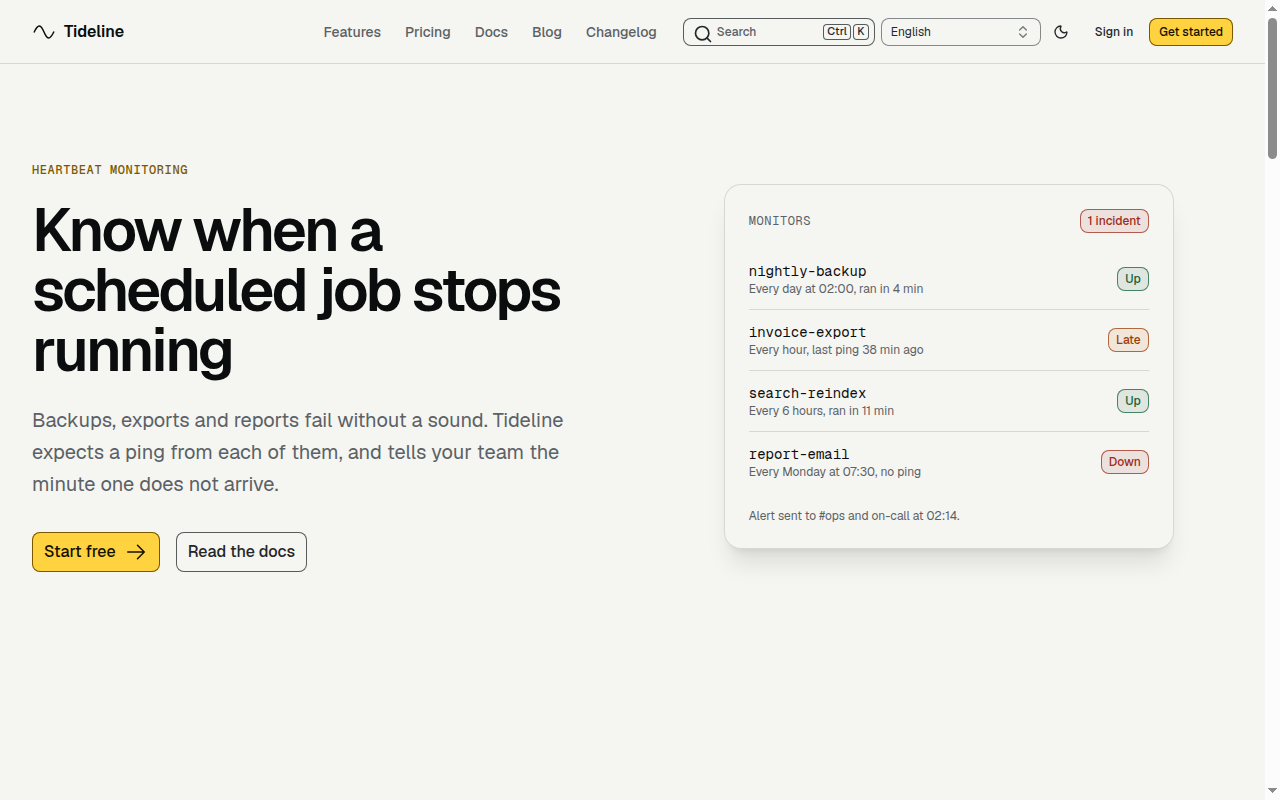 Tideline
Features
Pricing
Docs
Blog
Changelog
Search
Ctrl K
English
Sign in
Get started
HEARTBEAT MONITORING
Know when a
scheduled job stops
running
Backups, exports and reports fail without a sound. Tideline
expects a ping from each of them, and tells your team the
minute one does not arrive.
Start free
Read the docs
MONITORS
1 incident
nightly-backup
Every day at 02:00, ran in 4 min
Up
invoice-export
Every hour, last ping 38 min ago
Late
search-reindex
Every 6 hours, ran in 11 min
Up
report-email
Every Monday at 07:30, no ping
Down
Alert sent to #ops and on-call at 02:14.